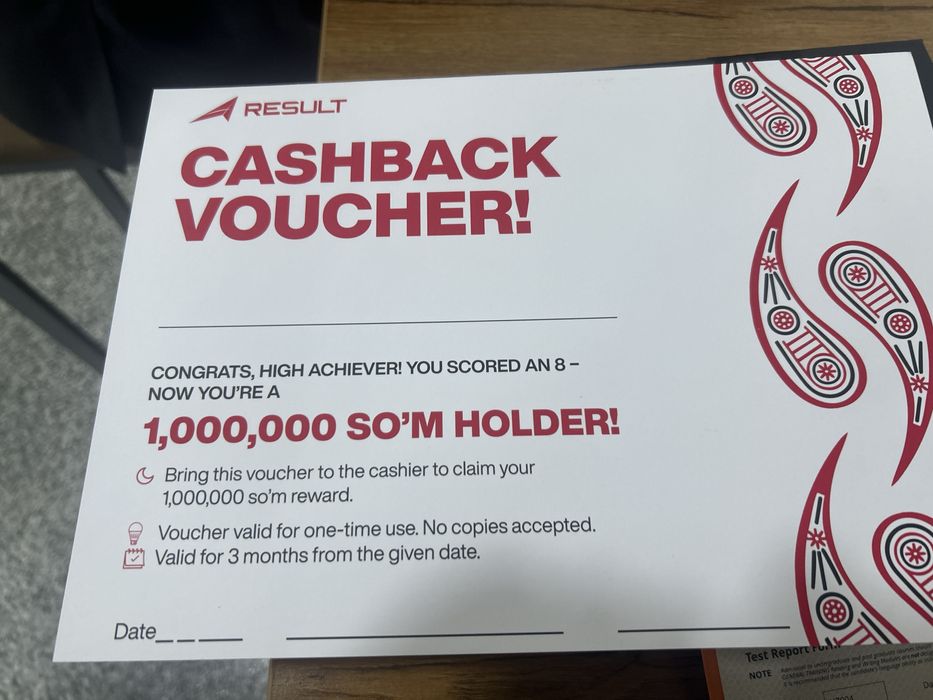 RESULT
CASHBACK
VOUCHER!
CONGRATS, HIGH ACHIEVER! YOU SCORED AN 8 –
NOW YOU'RE A
1,000,000 SO'M HOLDER!
Bring this voucher to the cashier to claim your
1,000,000 so'm reward.
Voucher valid for one-time use. No copies accepted.
Valid for 3 months from the given date.
Date
Test Report Form
NOTE